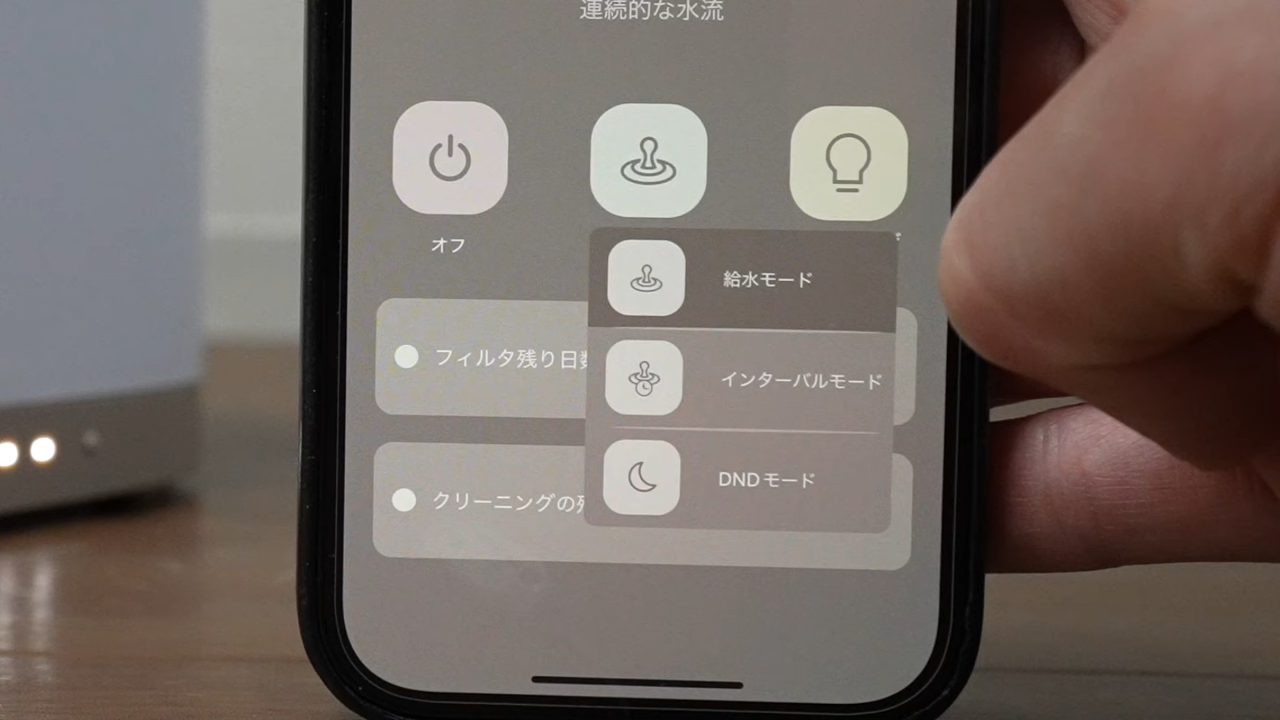 連続的な水流
オフ
給水モード
フィルタ残り日数
インターバルモード
DNDモード
クリーニングの残